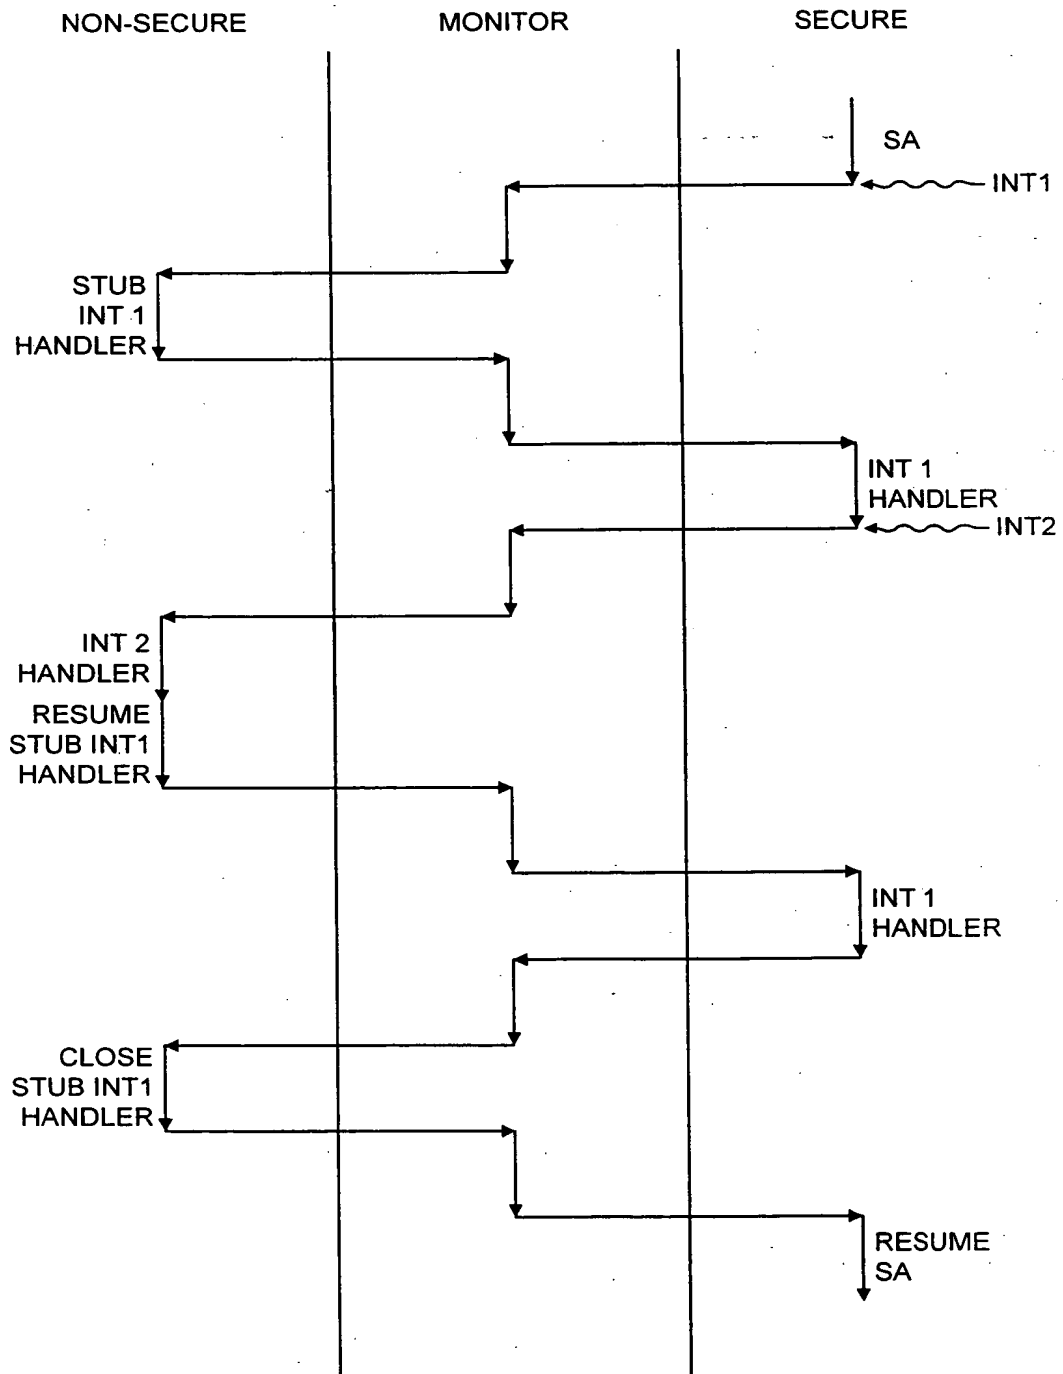 NON-SECURE
MONITOR
SECURE
SA
INT1
STUB
INT 1
HANDLER
INT 1
HANDLER
INT2
INT 2
HANDLER
RESUME
STUB INT1
HANDLER
INT 1
HANDLER
CLOSE
STUB INT1
HANDLER
RESUME
SA